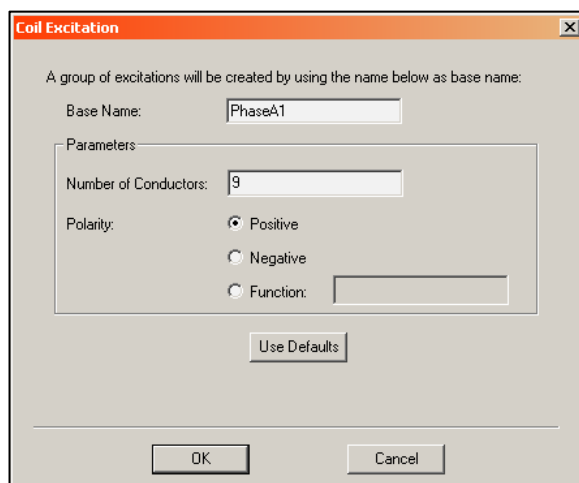 Coil Excitation
A group of excitations will be created by using the name below as base name:
Base Name: PhaseA1
Parameters
Number of Conductors: 9
Polarity: Positive
Negative
Function:
Use Defaults
OK Cancel